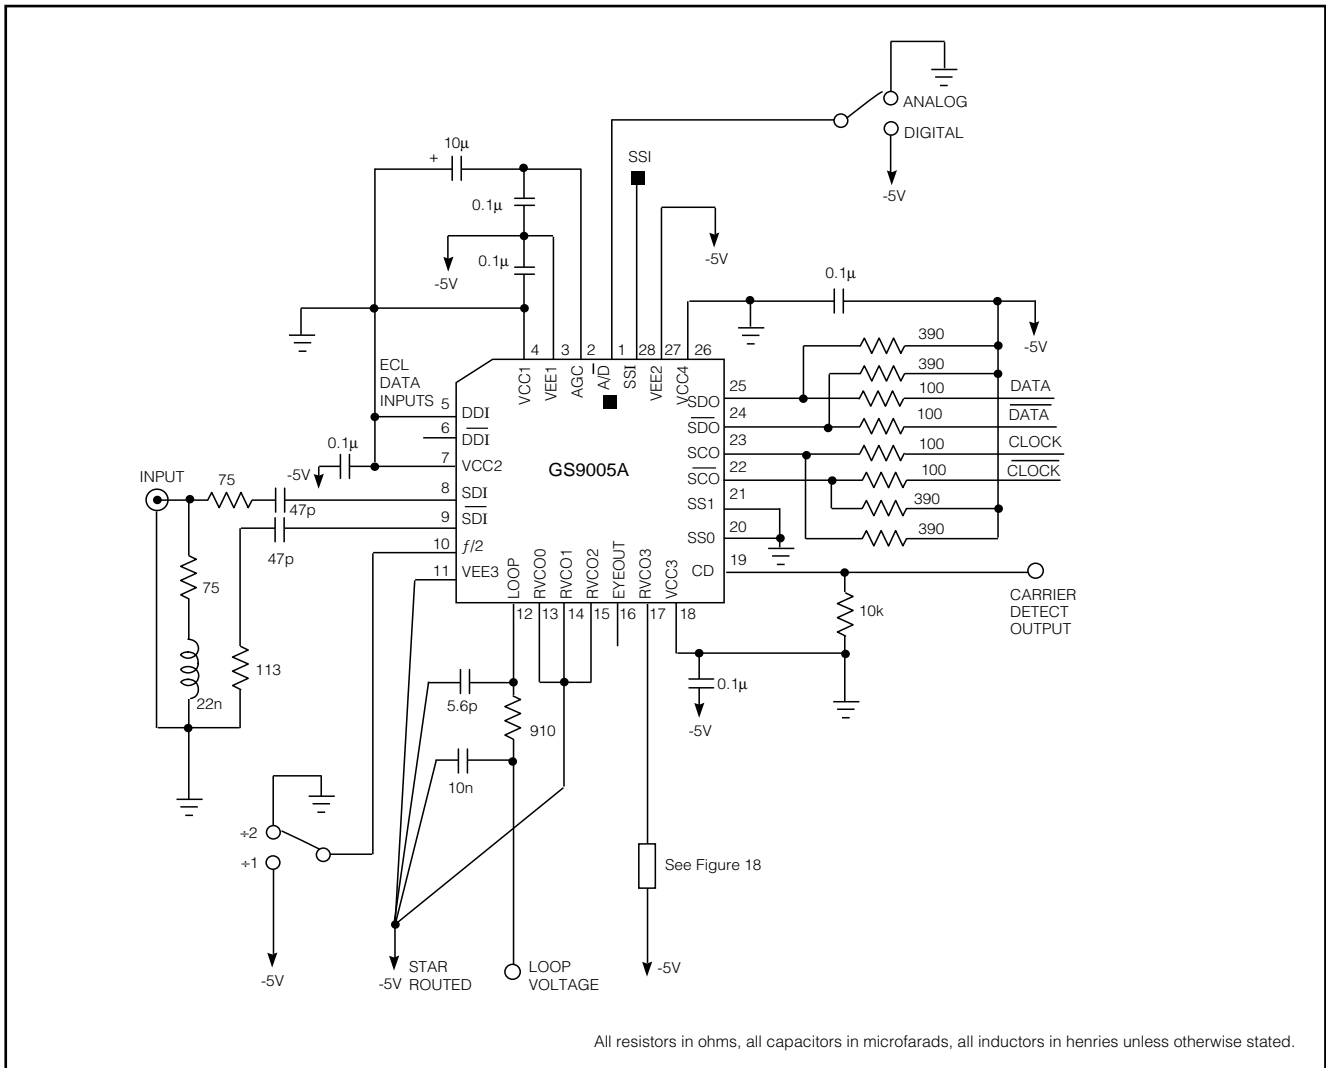 ANALOG
DIGITAL
-5V
10μ
+
SSI
0.1μ
-5V
0.1μ
-5V
0.1μ
-5V
4 3 2 1 28 27 26
VCC1
VEE1
AGC
A/D
SSI
VEE2
VCC4
ECL
DATA
INPUTS
390
390
100
DATA
100
DATA
100
CLOCK
100
CLOCK
390
390
5 DDI
6 DDI
7 VCC2
8 SDI
9 SDI
10 ƒ/2
11 VEE3
25 SDO
24 SDO
23 SCO
22 SCO
21 SS1
20 SS0
19 CD
GS9005A
0.1μ
-5V
INPUT
75
47p
47p
75
113
22n
LOOP
RVCO0
RVCO1
RVCO2
EYEOUT
RVCO3
VCC3
12 13 14 15 16 17 18
CARRIER
DETECT
OUTPUT
10k
0.1μ
-5V
5.6p
910
10n
÷2
÷1
-5V
See Figure 18
-5V
-5V
STAR
ROUTED
LOOP
VOLTAGE
All resistors in ohms, all capacitors in microfarads, all inductors in henries unless otherwise stated.